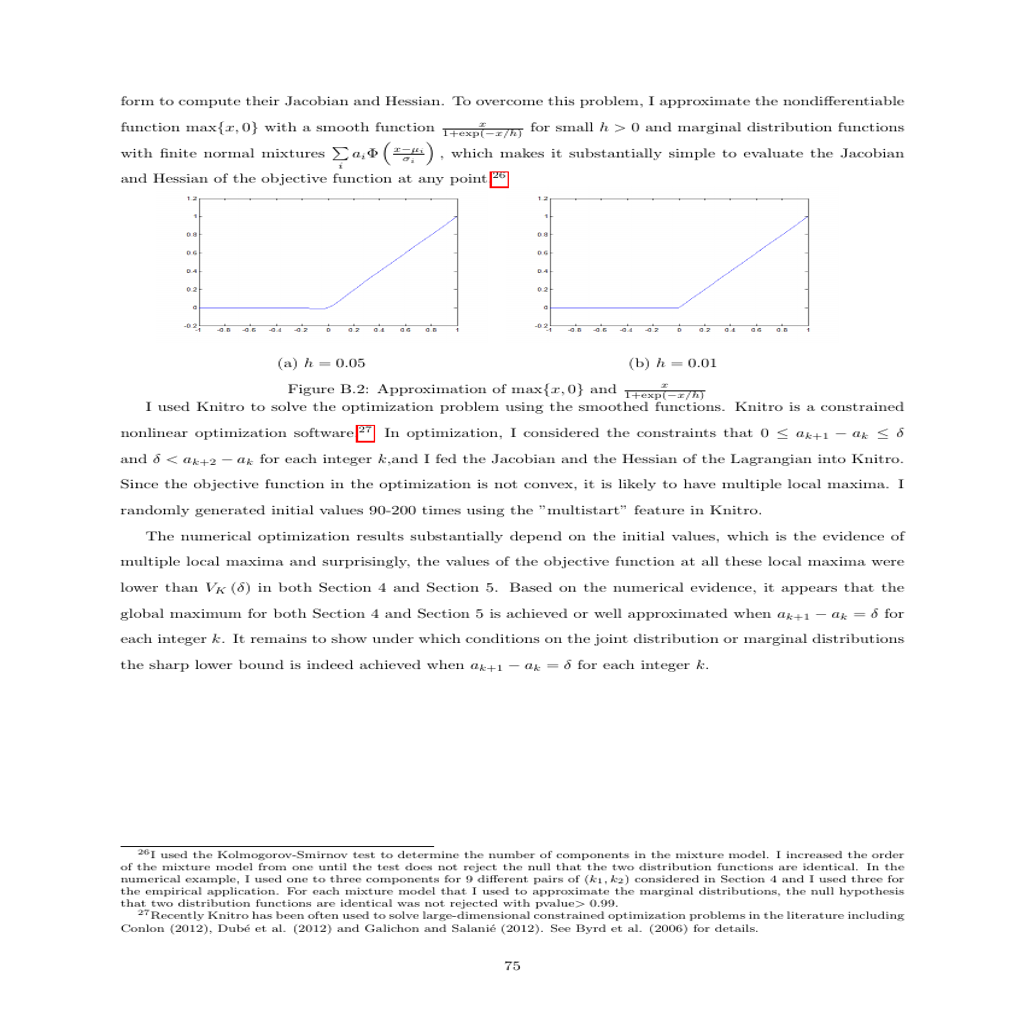 form to compute their Jacobian and Hessian. To overcome this problem, I approximate the nondifferentiable
function max{x, 0} with a smooth function x/(1+exp(−x/h)) for small h > 0 and marginal distribution functions
with finite normal mixtures ∑_i a_i Φ((x−μ_i)/σ_i), which makes it substantially simple to evaluate the Jacobian
and Hessian of the objective function at any point.26
1.2 1 0.8 0.6 0.4 0.2 0 -0.2
-1 -0.8 -0.6 -0.4 -0.2 0 0.2 0.4 0.6 0.8 1
1.2 1 0.8 0.6 0.4 0.2 0 -0.2
-1 -0.8 -0.6 -0.4 -0.2 0 0.2 0.4 0.6 0.8 1
(a) h = 0.05
(b) h = 0.01
Figure B.2: Approximation of max{x, 0} and x/(1+exp(−x/h))
I used Knitro to solve the optimization problem using the smoothed functions. Knitro is a constrained
nonlinear optimization software.27 In optimization, I considered the constraints that 0 ≤ a_{k+1} − a_k ≤ δ
and δ < a_{k+2} − a_k for each integer k,and I fed the Jacobian and the Hessian of the Lagrangian into Knitro.
Since the objective function in the optimization is not convex, it is likely to have multiple local maxima. I
randomly generated initial values 90-200 times using the ”multistart” feature in Knitro.
The numerical optimization results substantially depend on the initial values, which is the evidence of
multiple local maxima and surprisingly, the values of the objective function at all these local maxima were
lower than V_K (δ) in both Section 4 and Section 5. Based on the numerical evidence, it appears that the
global maximum for both Section 4 and Section 5 is achieved or well approximated when a_{k+1} − a_k = δ for
each integer k. It remains to show under which conditions on the joint distribution or marginal distributions
the sharp lower bound is indeed achieved when a_{k+1} − a_k = δ for each integer k.
26I used the Kolmogorov-Smirnov test to determine the number of components in the mixture model. I increased the order
of the mixture model from one until the test does not reject the null that the two distribution functions are identical. In the
numerical example, I used one to three components for 9 different pairs of (k_1, k_2) considered in Section 4 and I used three for
the empirical application. For each mixture model that I used to approximate the marginal distributions, the null hypothesis
that two distribution functions are identical was not rejected with pvalue> 0.99.
27Recently Knitro has been often used to solve large-dimensional constrained optimization problems in the literature including
Conlon (2012), Dubé et al. (2012) and Galichon and Salanié (2012). See Byrd et al. (2006) for details.
75